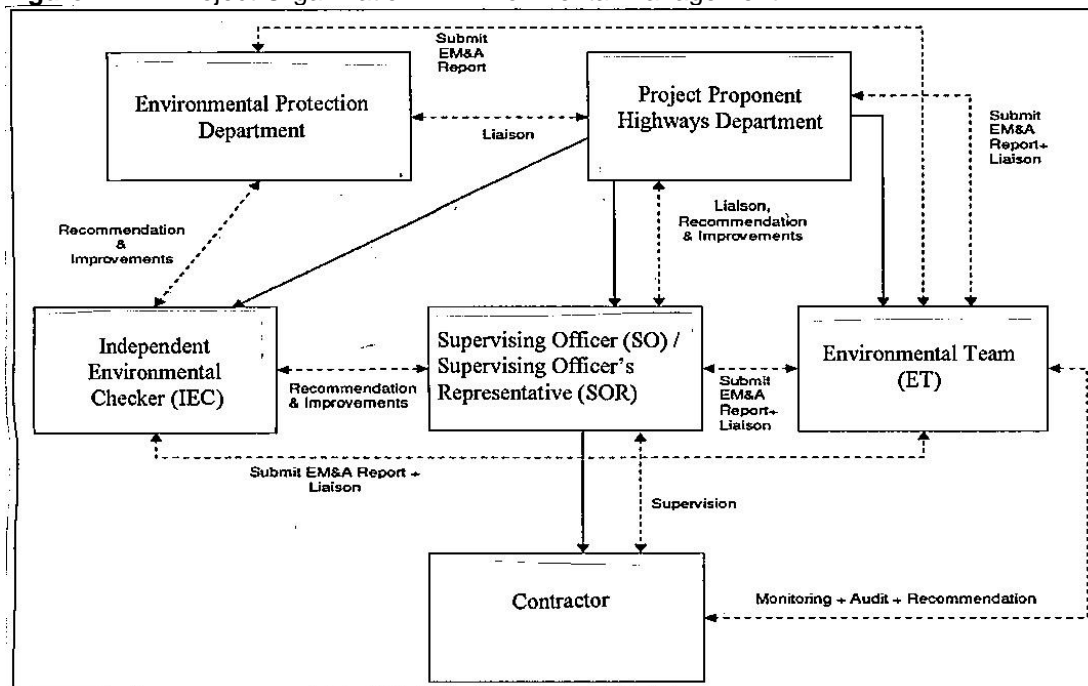 Submit
EM&A
Report
Environmental Protection
Department
Liaison
Project Proponent
Highways Department
Submit
EM&A
Report+
Liaison
Recommendation
&
Improvements
Liaison,
Recommendation
& Improvements
Independent
Environmental
Checker (IEC)
Recommendation
& Improvements
Supervising Officer (SO) /
Supervising Officer's
Representative (SOR)
Submit
EM&A
Report+
Liaison
Environmental Team
(ET)
Submit EM&A Report +
Liaison
Supervision
Contractor
Monitoring + Audit + Recommendation